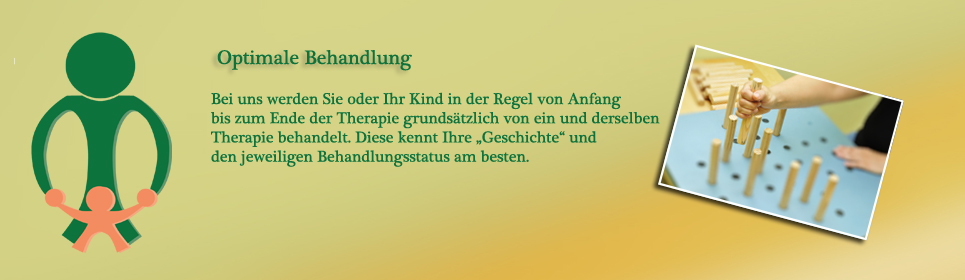 Optimale Behandlung
Bei uns werden Sie oder Ihr Kind in der Regel von Anfang
bis zum Ende der Therapie grundsätzlich von ein und derselben
Therapie behandelt. Diese kennt Ihre „Geschichte“ und
den jeweiligen Behandlungsstatus am besten.